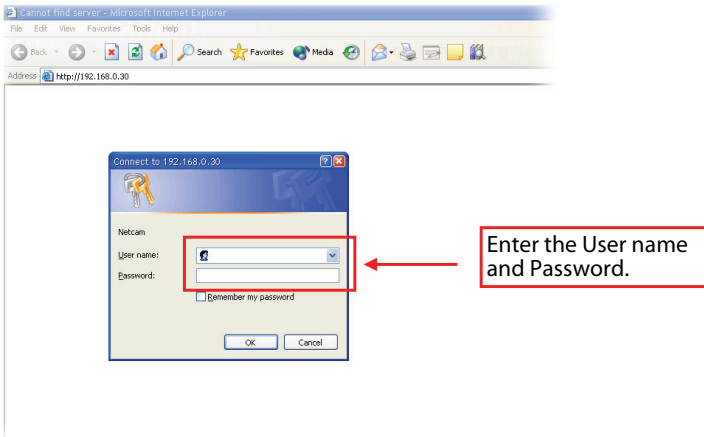 Cannot find server - Microsoft Internet Explorer
File Edit View Favorites Tools Help
Back Search Favorites Media
Address http://192.168.0.30
Connect to 192.168.0.30
Netcam
User name:
Password:
Remember my password
OK Cancel
Enter the User name
and Password.